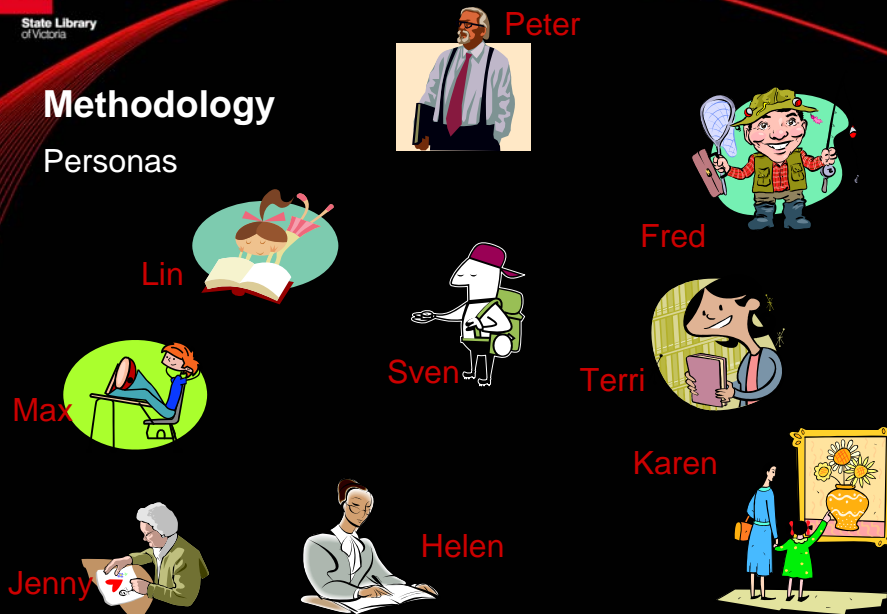 State Library
of Victoria
Peter
Methodology
Personas
Fred
Lin
Sven
Terri
Max
Karen
Helen
Jenny